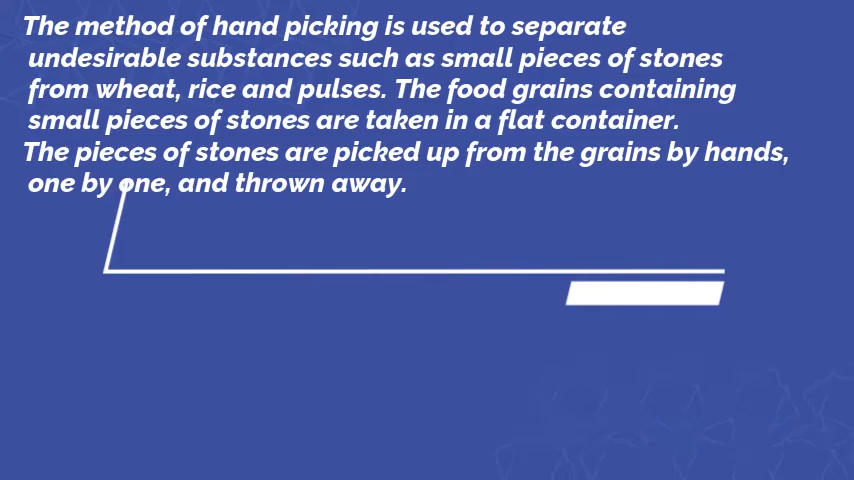 The method of hand picking is used to separate
undesirable substances such as small pieces of stones
from wheat, rice and pulses. The food grains containing
small pieces of stones are taken in a flat container.
The pieces of stones are picked up from the grains by hands,
one by one, and thrown away.